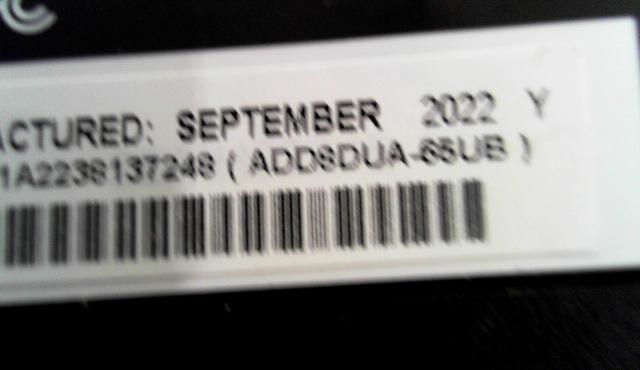 C
ACTURED: SEPTEMBER 2022 Y
1A2238137248 ( ADD8DUA-65UB )